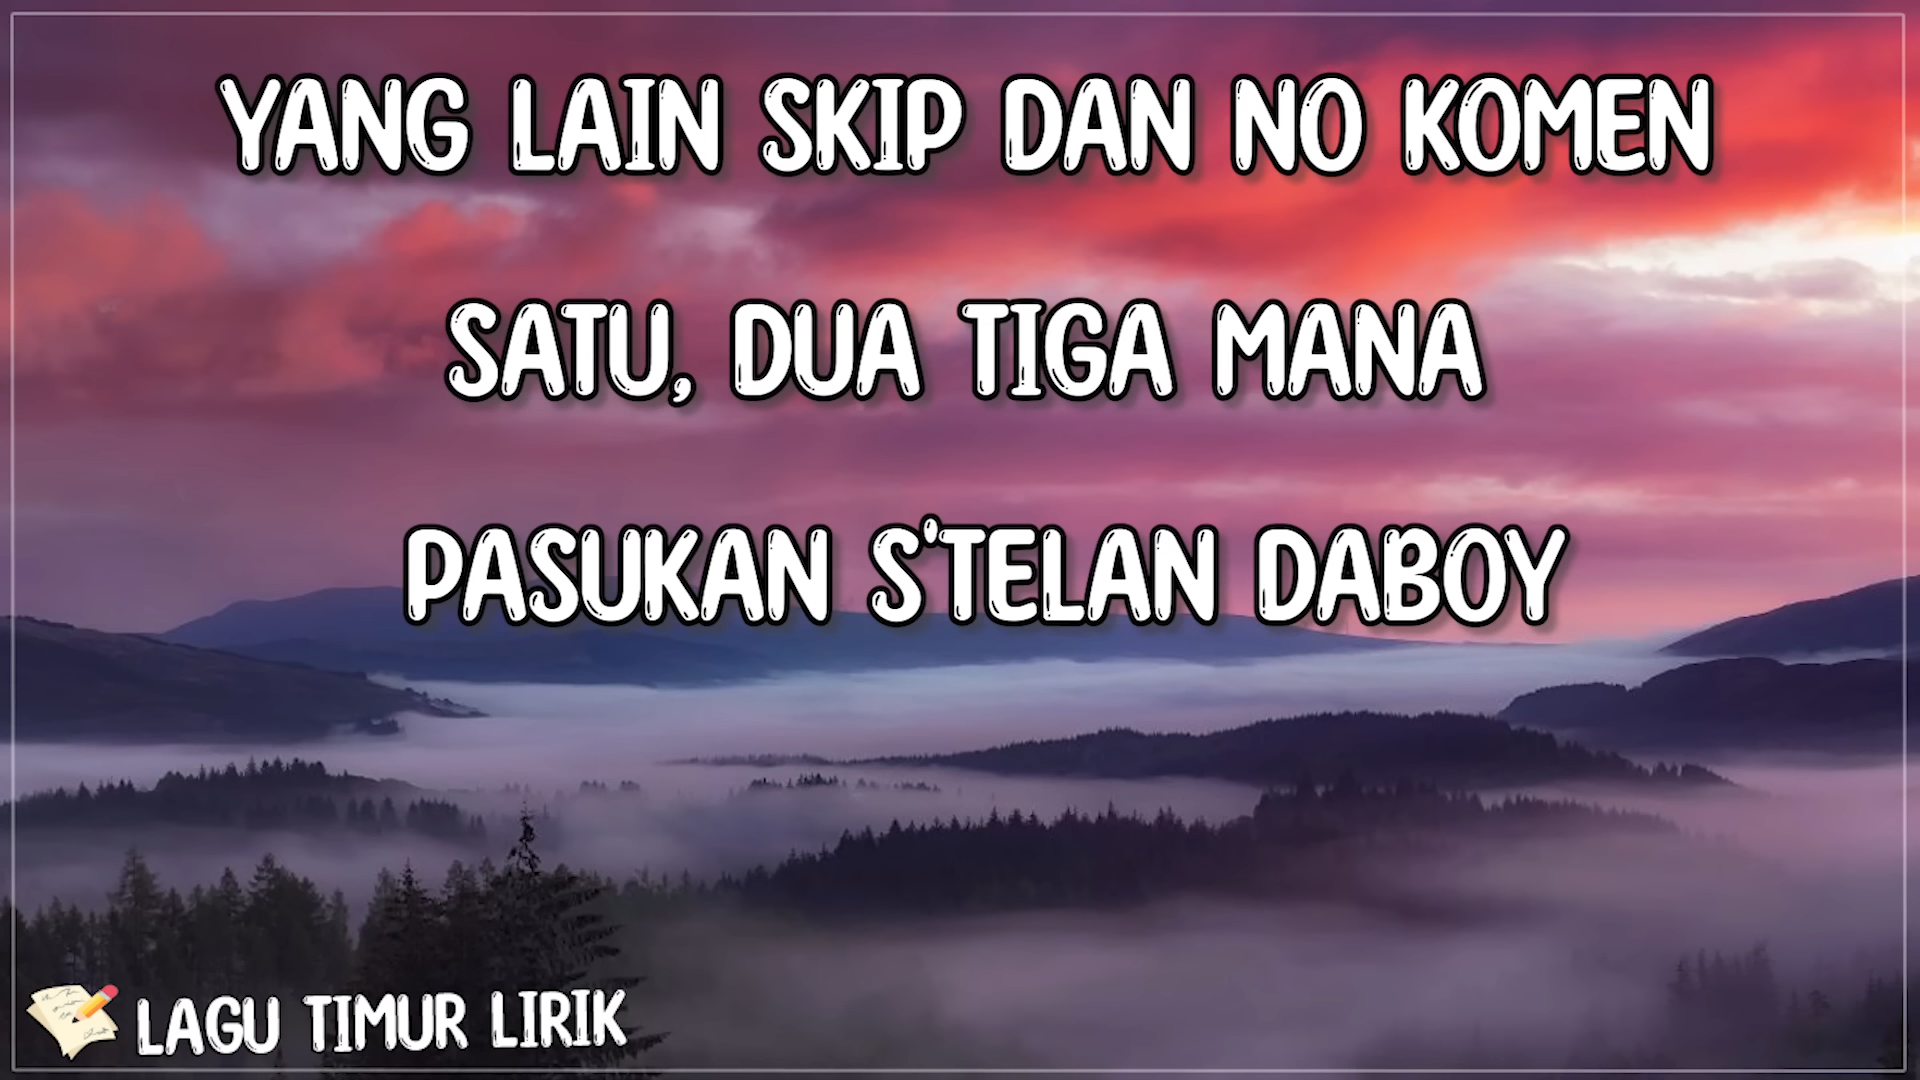 YANG LAIN SKIP DAN NO KOMEN
SATU, DUA TIGA MANA
PASUKAN S'TELAN DABOY
LAGU TIMUR LIRIK